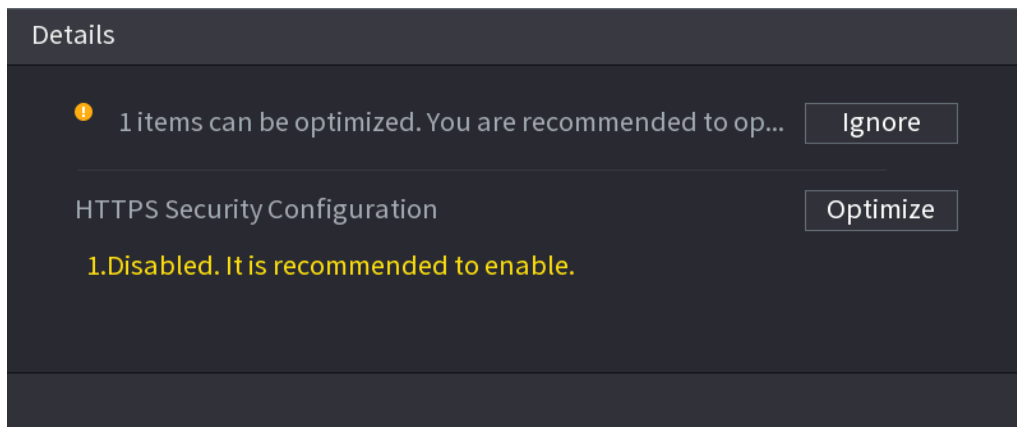 Details
1 items can be optimized. You are recommended to op...
Ignore
HTTPS Security Configuration
Optimize
1.Disabled. It is recommended to enable.